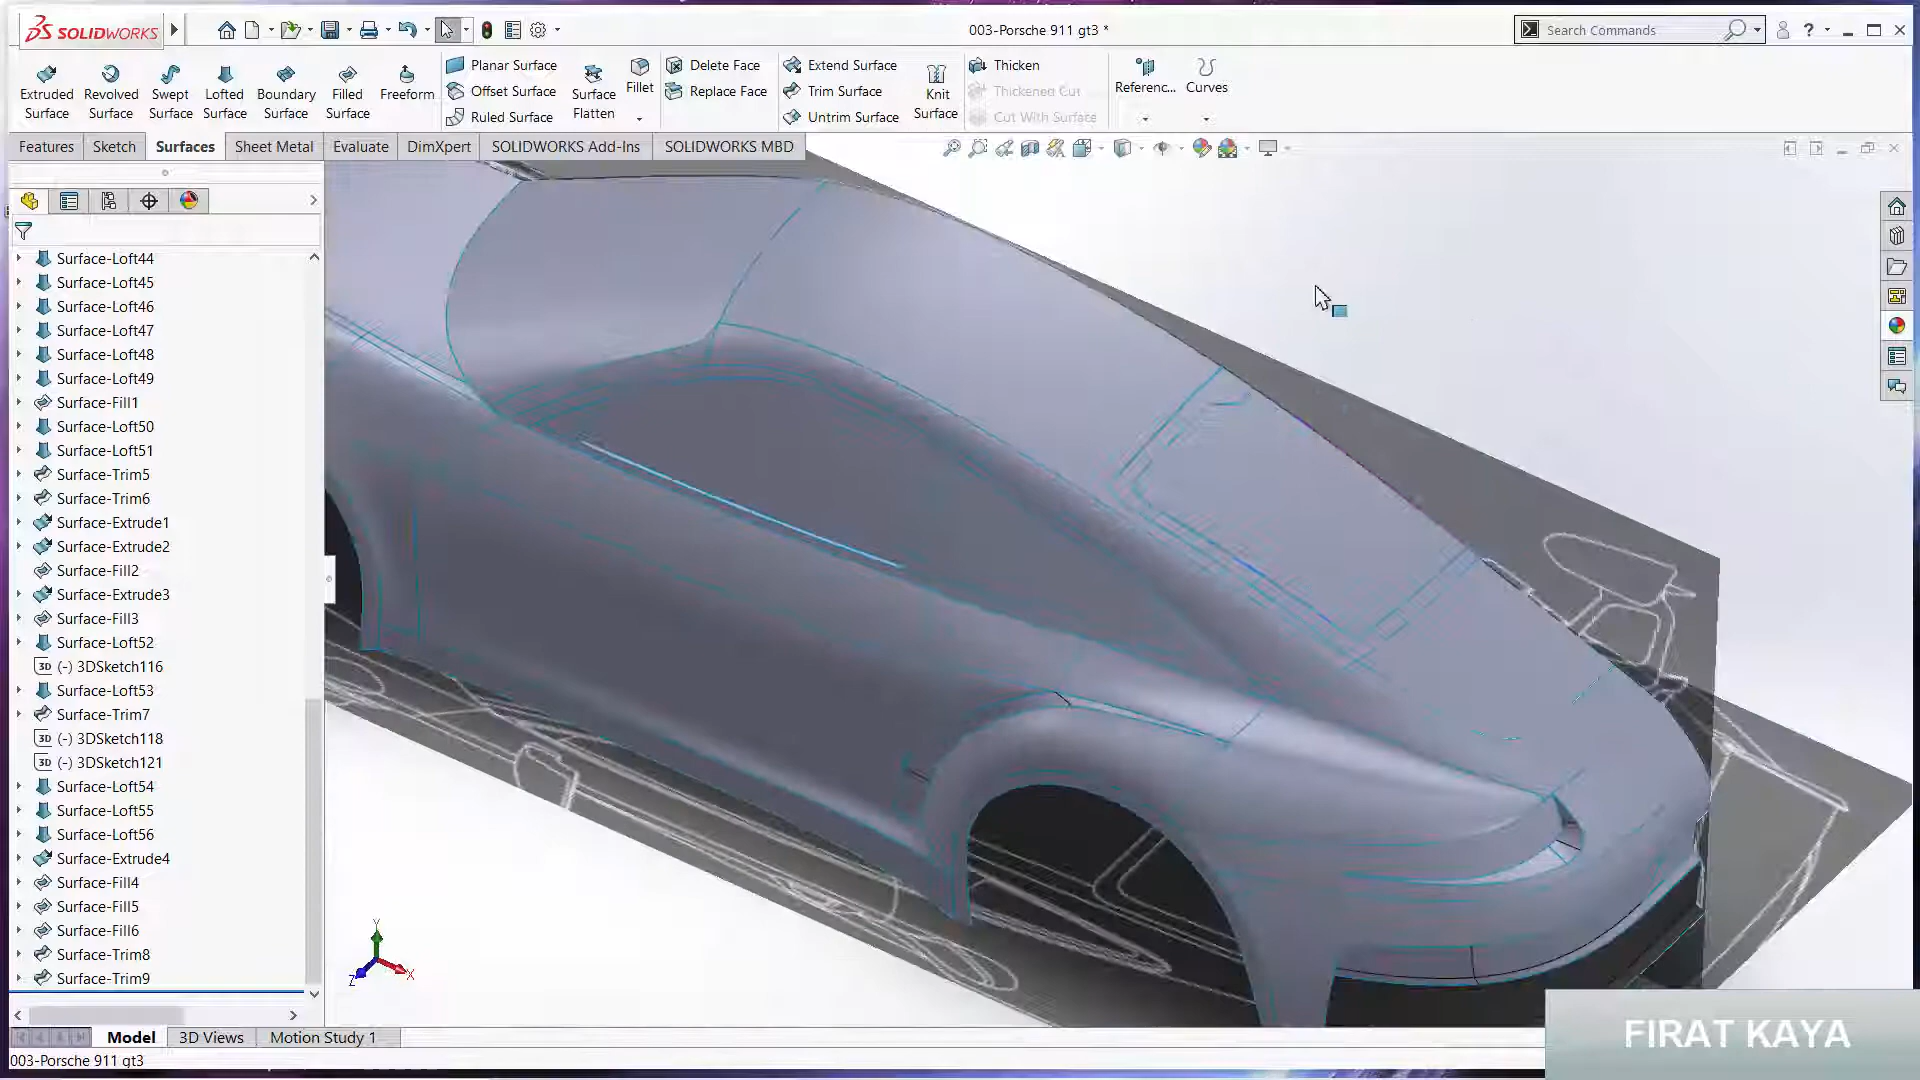 SOLIDWORKS
003-Porsche 911 gt3 *
Search Commands
?
Extruded Surface
Revolved Surface
Swept Surface
Lofted Surface
Boundary Surface
Filled Surface
Freeform
Planar Surface
Offset Surface
Ruled Surface
Surface Flatten
Fillet
Delete Face
Replace Face
Extend Surface
Trim Surface
Untrim Surface
Knit Surface
Thicken
Thickened Cut
Cut With Surface
Referenc...
Curves
Features
Sketch
Surfaces
Sheet Metal
Evaluate
DimXpert
SOLIDWORKS Add-Ins
SOLIDWORKS MBD
Surface-Loft44
Surface-Loft45
Surface-Loft46
Surface-Loft47
Surface-Loft48
Surface-Loft49
Surface-Fill1
Surface-Loft50
Surface-Loft51
Surface-Trim5
Surface-Trim6
Surface-Extrude1
Surface-Extrude2
Surface-Fill2
Surface-Extrude3
Surface-Fill3
Surface-Loft52
3D (-) 3DSketch116
Surface-Loft53
Surface-Trim7
3D (-) 3DSketch118
3D (-) 3DSketch121
Surface-Loft54
Surface-Loft55
Surface-Loft56
Surface-Extrude4
Surface-Fill4
Surface-Fill5
Surface-Fill6
Surface-Trim8
Surface-Trim9
Y
X
Z
Model
3D Views
Motion Study 1
003-Porsche 911 gt3
FIRAT KAYA